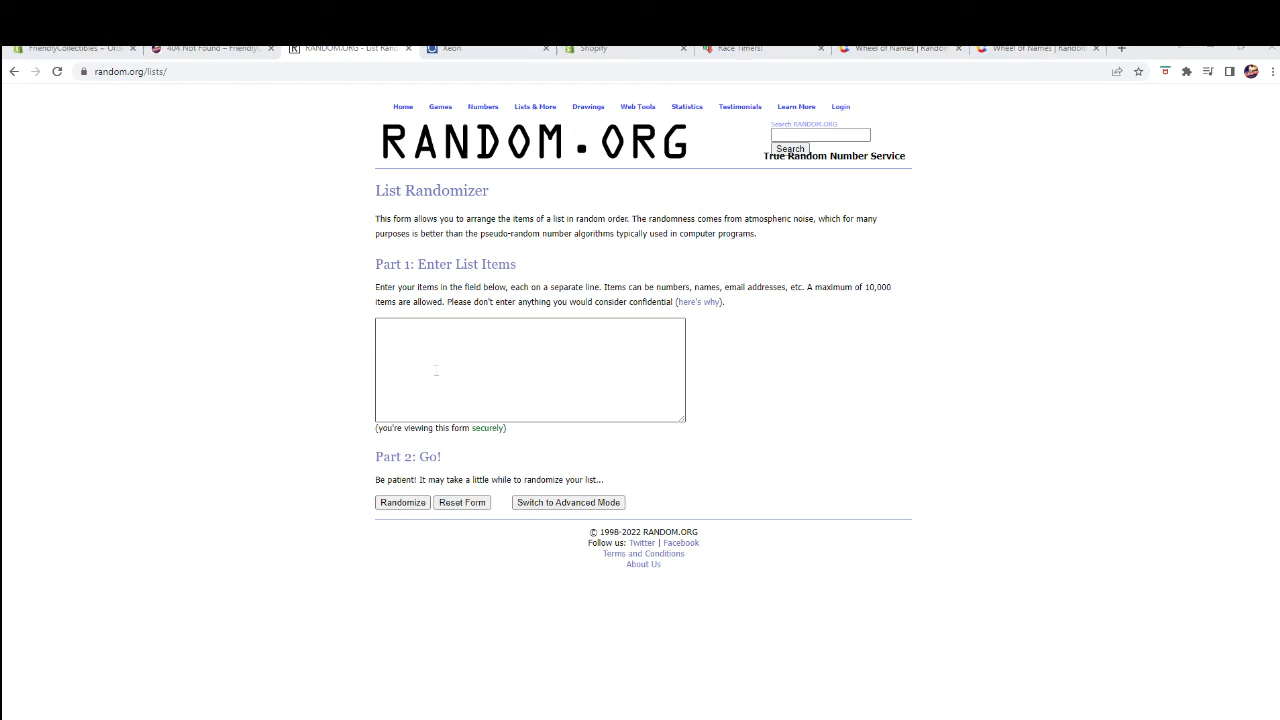 FriendlyCollectibles ~ Ur
404 Not Found – Friendly
RANDOM.ORG - List Ran
Xeon
Shopify
Race Timers!
Wheel of Names | Random
Wheel of Names | Random
random.org/lists/
Home Games Numbers Lists & More Drawings Web Tools Statistics Testimonials Learn More Login
RANDOM.ORG
Search RANDOM.ORG
Search
True Random Number Service
List Randomizer
This form allows you to arrange the items of a list in random order. The randomness comes from atmospheric noise, which for many
purposes is better than the pseudo-random number algorithms typically used in computer programs.
Part 1: Enter List Items
Enter your items in the field below, each on a separate line. Items can be numbers, names, email addresses, etc. A maximum of 10,000
items are allowed. Please don't enter anything you would consider confidential (here's why).
(you're viewing this form securely)
Part 2: Go!
Be patient! It may take a little while to randomize your list...
Randomize Reset Form Switch to Advanced Mode
© 1998-2022 RANDOM.ORG
Follow us: Twitter | Facebook
Terms and Conditions
About Us